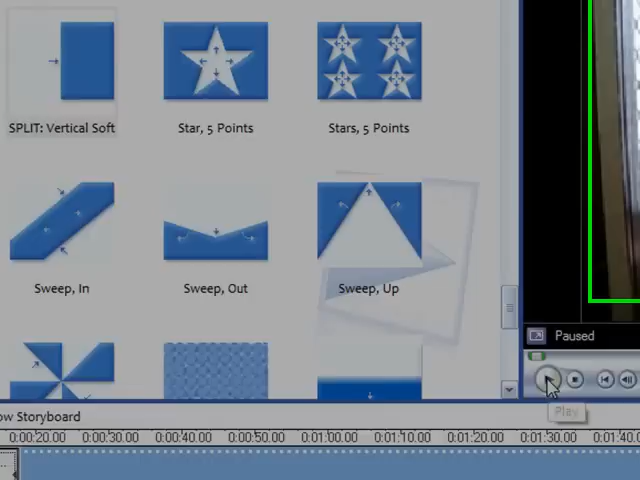 SPLIT: Vertical Soft
Star, 5 Points
Stars, 5 Points
Sweep, In
Sweep, Out
Sweep, Up
Paused
Play
ow Storyboard
0:00:20.00 0:00:30.00 0:00:40.00 0:00:50.00 0:01:00.00 0:01:10.00 0:01:20.00 0:01:30.00 0:01:40.
...